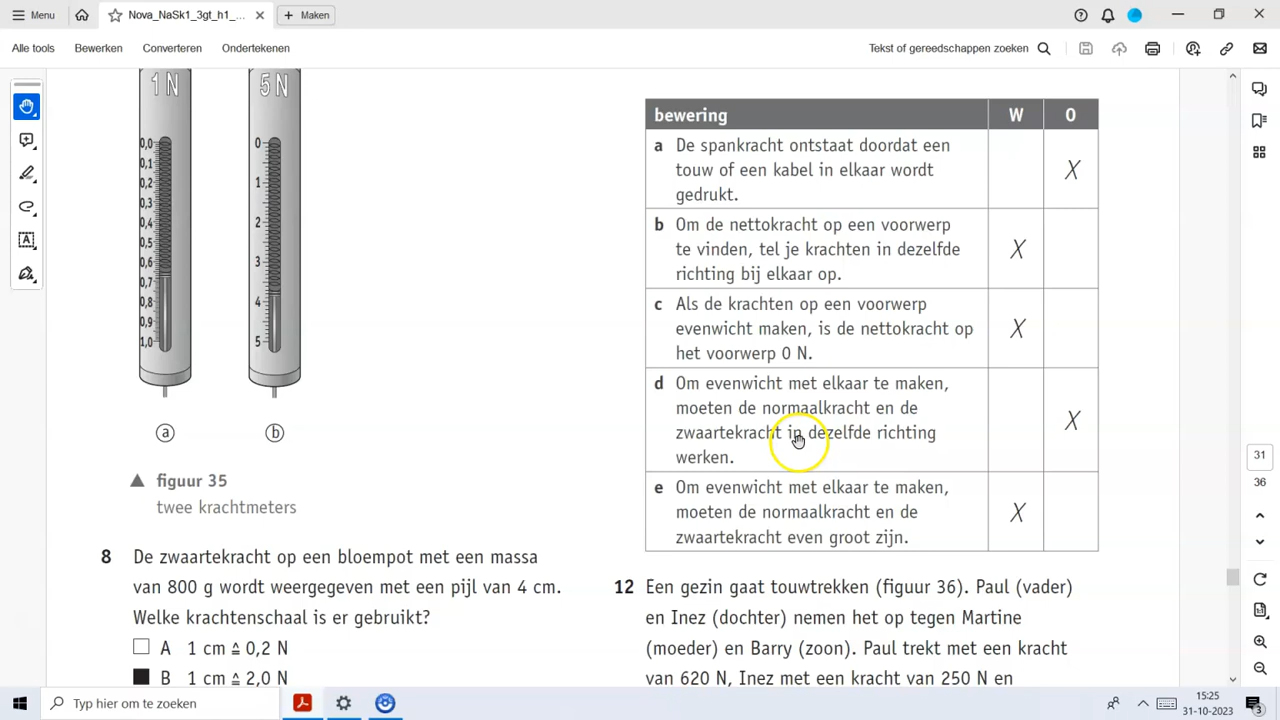 Menu
Nova_NaSk1_3gt_h1_...
Maken
Alle tools
Bewerken
Converteren
Ondertekenen
Tekst of gereedschappen zoeken
1 N
0,0
0,1
0,2
0,3
0,4
0,5
0,6
0,7
0,8
0,9
1,0
a
5 N
0
1
2
3
4
5
b
figuur 35
twee krachtmeters
8 De zwaartekracht op een bloempot met een massa
van 800 g wordt weergegeven met een pijl van 4 cm.
Welke krachtenschaal is er gebruikt?
A 1 cm ≙ 0,2 N
B 1 cm ≙ 2,0 N
bewering W O
a De spankracht ontstaat doordat een
touw of een kabel in elkaar wordt X
gedrukt.
b Om de nettokracht op een voorwerp
te vinden, tel je krachten in dezelfde X
richting bij elkaar op.
c Als de krachten op een voorwerp
evenwicht maken, is de nettokracht op X
het voorwerp 0 N.
d Om evenwicht met elkaar te maken,
moeten de normaalkracht en de X
zwaartekracht in dezelfde richting
werken.
e Om evenwicht met elkaar te maken,
moeten de normaalkracht en de X
zwaartekracht even groot zijn.
12 Een gezin gaat touwtrekken (figuur 36). Paul (vader)
en Inez (dochter) nemen het op tegen Martine
(moeder) en Barry (zoon). Paul trekt met een kracht
van 620 N, Inez met een kracht van 250 N en
31
36
Typ hier om te zoeken
15:25
31-10-2023
3